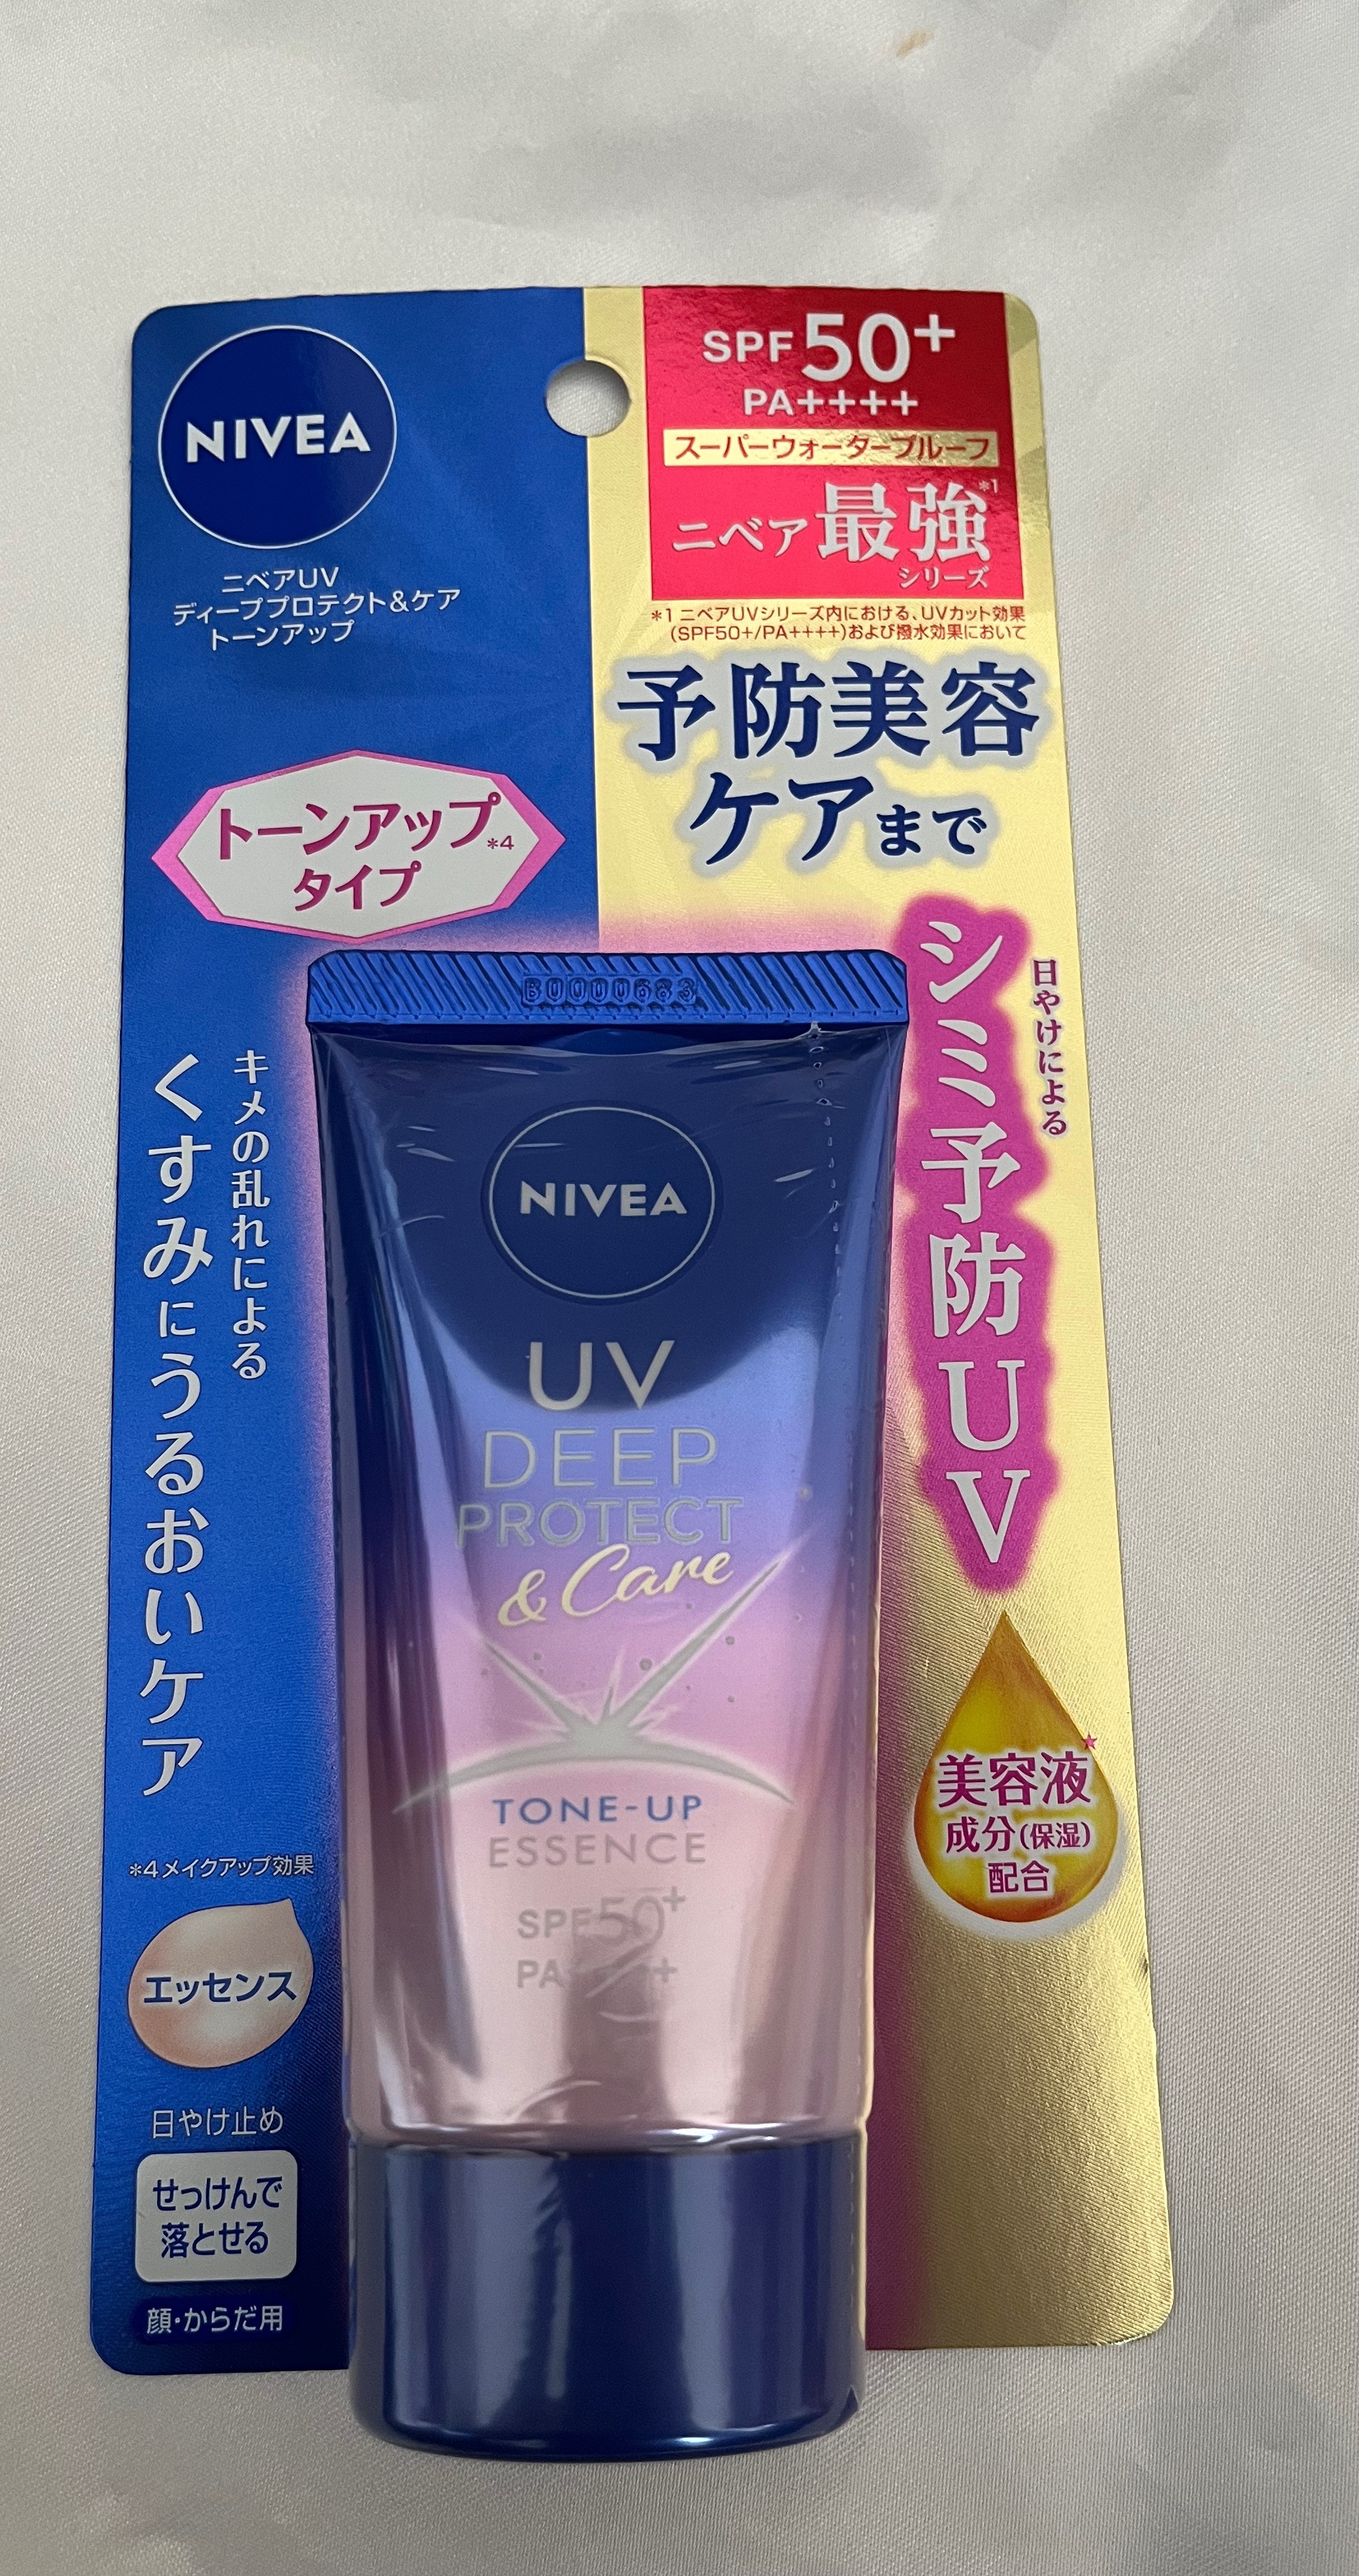 NIVEA
ニベアUV
ディーププロテクト&ケア
トーンアップ
SPF50+
PA++++
スーパーウォータープルーフ
ニベア最強*1
シリーズ
*1 ニベアUVシリーズ内における、UVカット効果
(SPF50+/PA++++)および撥水効果において
予防美容
ケアまで
トーンアップ*4
タイプ
日やけによる
シミ予防UV
キメの乱れによる
くすみにうるおいケア
B0000683
NIVEA
UV
DEEP
PROTECT
& Care
TONE-UP
ESSENCE
SPF50+
PA++++
美容液★
成分(保湿)
配合
*4 メイクアップ効果
エッセンス
日やけ止め
せっけんで
落とせる
顔・からだ用